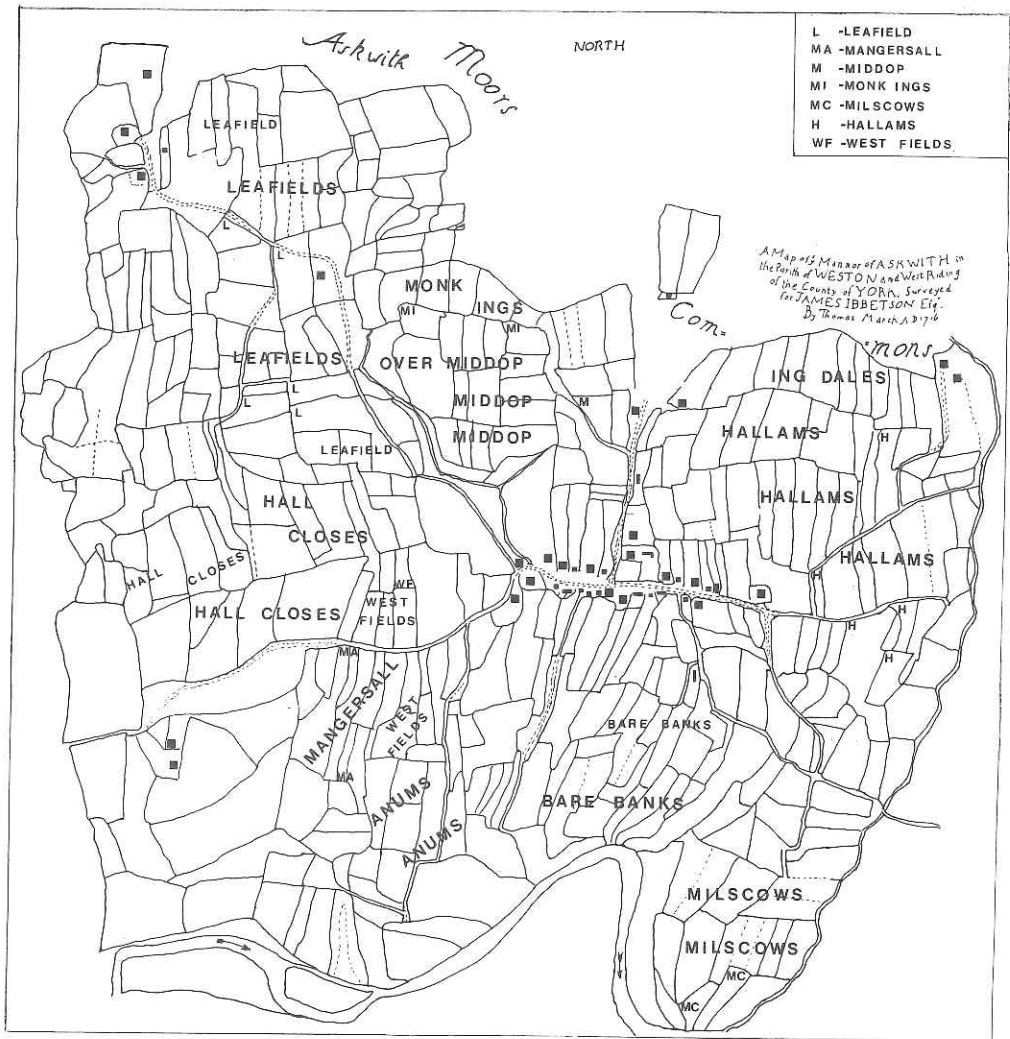 Askwith Moors
NORTH
L -LEAFIELD
MA -MANGERSALL
M -MIDDOP
MI -MONK INGS
MC -MILSCOWS
H -HALLAMS
WF -WEST FIELDS
LEAFIELD
LEAFIELDS
L
L
A Map of ye Mannor of ASKWITH in
the Parish of WESTON and West Riding
of the County of YORK. Surveyed
for JAMES IBBETSON Esqr.
By Thomas March AD 17
MONK
INGS
MI
MI
Com=
=mons
LEAFIELDS
OVER MIDDOP
ING DALES
L
MIDDOP
M
L
MIDDOP
HALLAMS
H
LEAFIELD
HALL
CLOSES
HALLAMS
HALL
CLOSES
HALLAMS
H
WF
WEST
FIELDS
HALL CLOSES
H
H
H
MA
MANGERSALL
WEST
FIELDS
BARE BANKS
MA
ANUMS
BARE BANKS
ANUMS
MILSCOWS
MILSCOWS
MC
MC